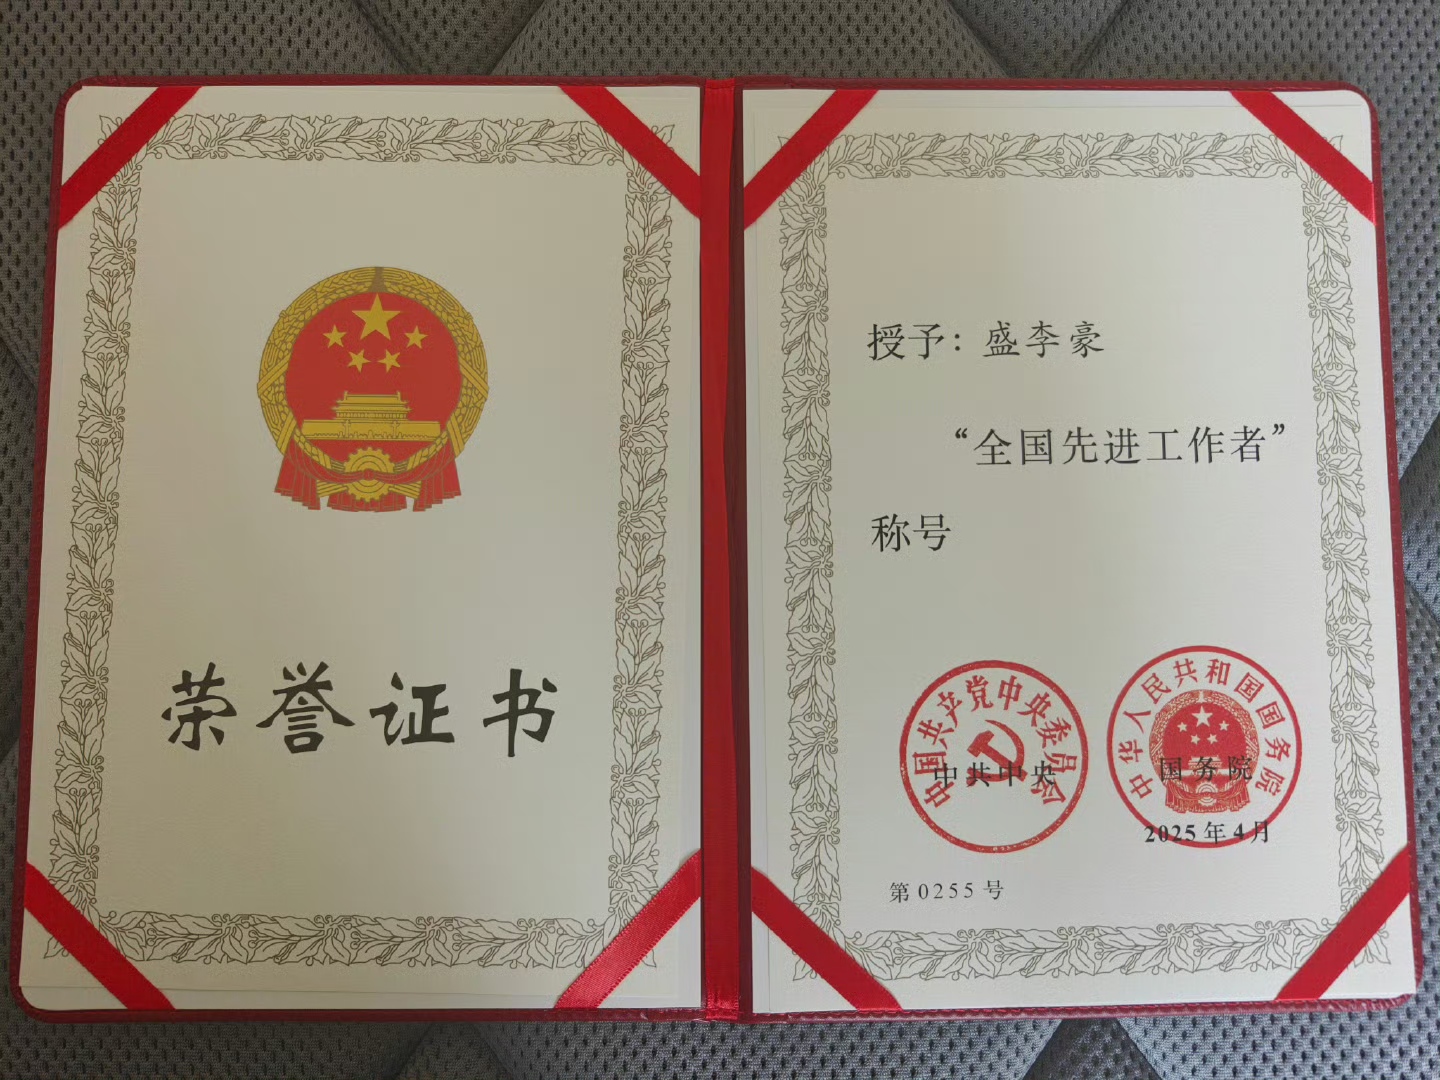 荣誉证书
授予：盛李豪
“全国先进工作者”
称号
中国共产党中央委员会
中共中央
中华人民共和国国务院
国务院
2025年4月
第0255号